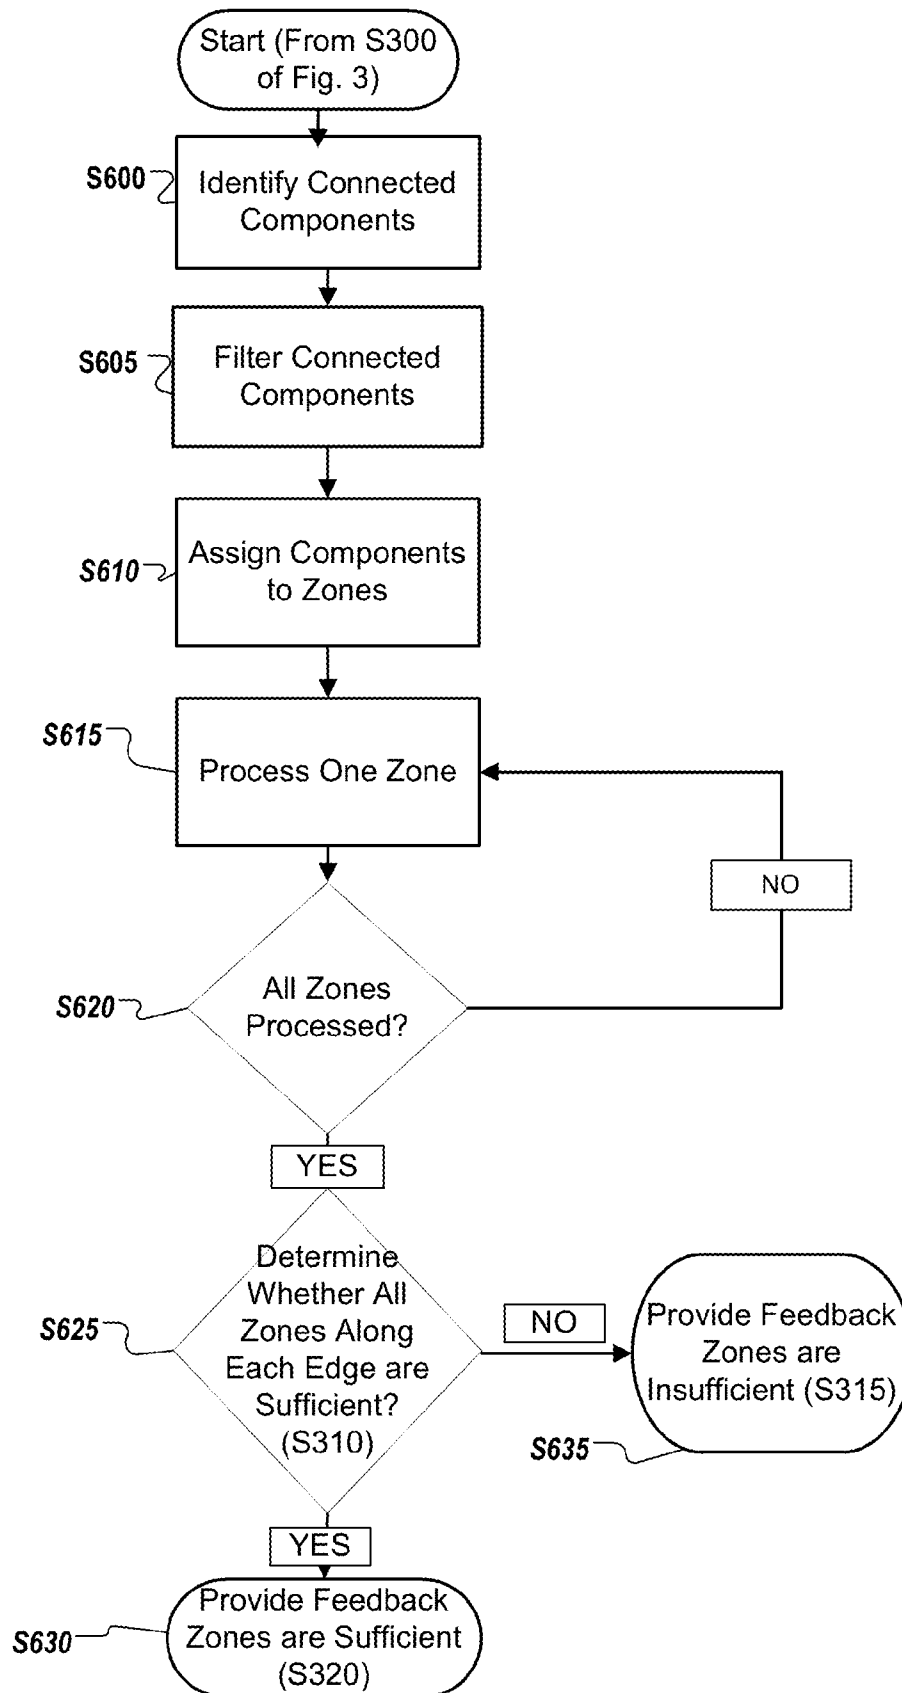 Start (From S300
of Fig. 3)
S600
Identify Connected
Components
S605
Filter Connected
Components
S610
Assign Components
to Zones
S615
Process One Zone
NO
S620
All Zones
Processed?
YES
Determine
Whether All
Zones Along
Each Edge are
Sufficient?
(S310)
S625
NO
Provide Feedback
Zones are
Insufficient (S315)
S635
YES
Provide Feedback
Zones are Sufficient
(S320)
S630